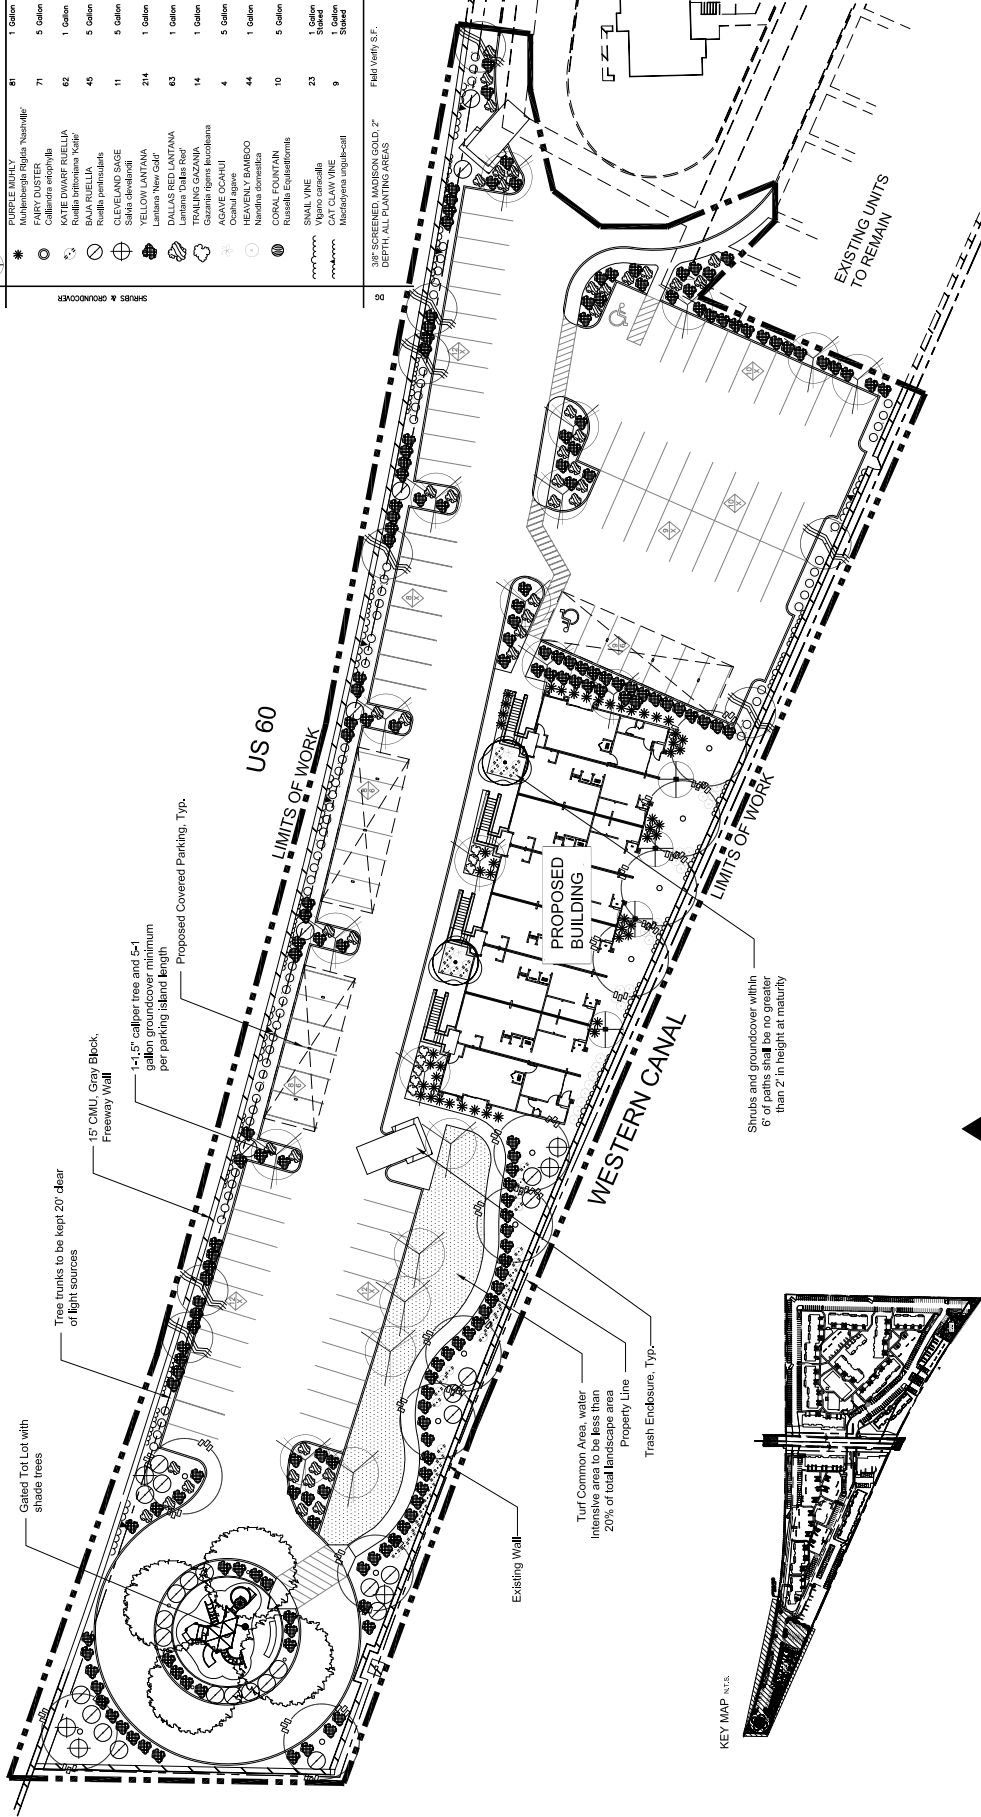 PURPLE MUHLY 81 1 Gallon
Muhlenbergia Rigida 'Nashville'
FAIRY DUSTER 71 5 Gallon
Calliandra eriophylla
KATIE DWARF RUELLIA 62 1 Gallon
Ruellia brittoniana 'Katie'
BAJA RUELLIA 45 5 Gallon
Ruellia peninsularis
CLEVELAND SAGE 11 5 Gallon
Salvia clevelandii
YELLOW LANTANA 214 1 Gallon
Lantana 'New Gold'
DALLAS RED LANTANA 63 1 Gallon
Lantana 'Dallas Red'
TRAILING GAZANIA 14 1 Gallon
Gazania rigens leucoleana
AGAVE OCAHUI 4 5 Gallon
Ocahui agave
HEAVENLY BAMBOO 44 1 Gallon
Nandina domestica
CORAL FOUNTAIN 10 5 Gallon
Russelia Equisetiformis
SNAIL VINE 23 1 Gallon
Vigano caracalla Staked
CAT CLAW VINE 9 1 Gallon
Macfadyena unguis-cati Staked
SHRUBS & GROUNDCOVER
DG
3/8" SCREENED, MADISON GOLD, 2" Field Verify S.F.
DEPTH, ALL PLANTING AREAS
Gated Tot Lot with
shade trees
Tree trunks to be kept 20' clear
of light sources
15' CMU, Gray Block,
Freeway Wall
1-1.5" caliper tree and 5-1
gallon groundcover minimum
per parking island length
Proposed Covered Parking, Typ.
US 60
LIMITS OF WORK
PROPOSED
BUILDING
EXISTING UNITS
TO REMAIN
WESTERN CANAL
LIMITS OF WORK
Existing Wall
Turf Common Area, water
intensive area to be less than
20% of total landscape area
Property Line
Trash Enclosure, Typ.
Shrubs and groundcover within
6' of paths shall be no greater
than 2' in height at maturity
KEY MAP N.T.S.